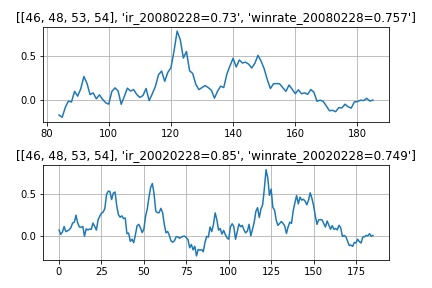 [[46, 48, 53, 54], 'ir_20080228=0.73', 'winrate_20080228=0.757']
0.5
0.0
80 100 120 140 160 180
[[46, 48, 53, 54], 'ir_20020228=0.85', 'winrate_20020228=0.749']
0.5
0.0
0 25 50 75 100 125 150 175